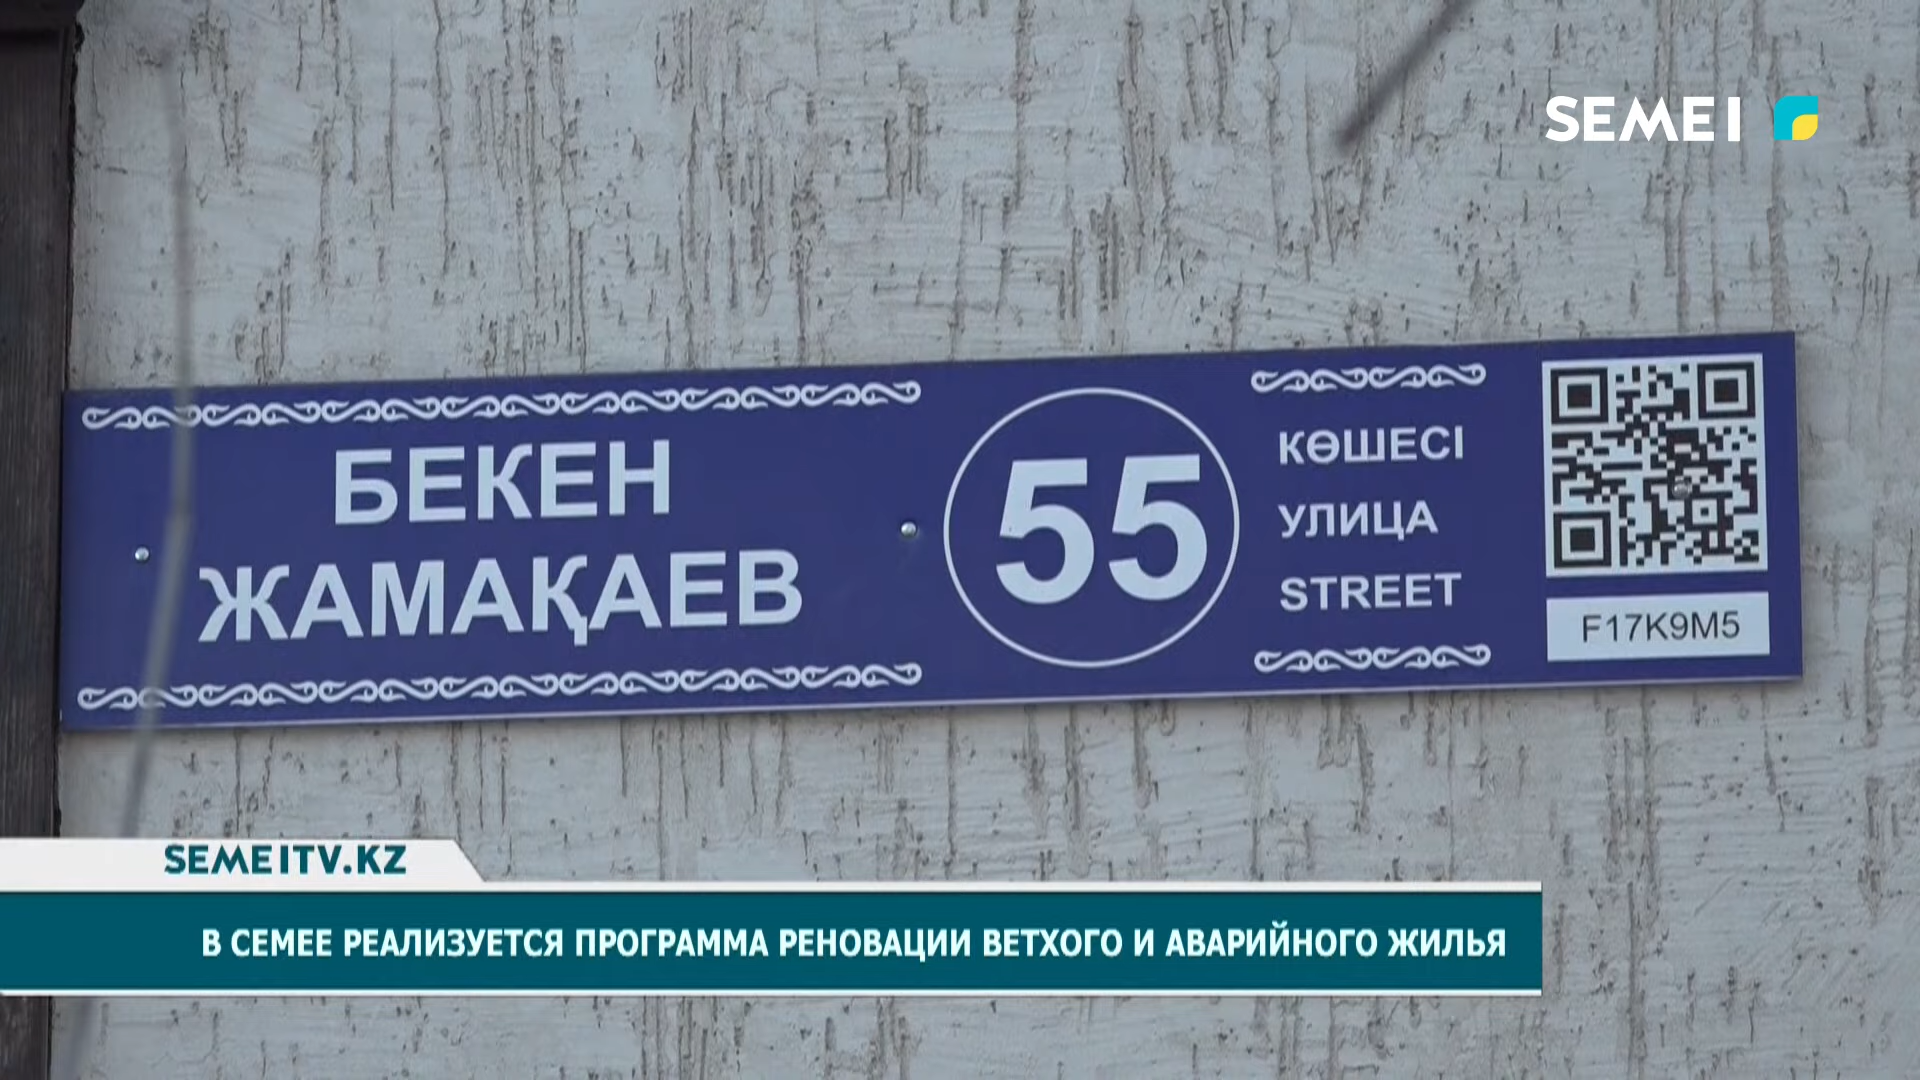 SEMEI
БЕКЕН
ЖАМАҚАЕВ
55
КӨШЕСІ
УЛИЦА
STREET
F17K9M5
SEMEITV.KZ
В СЕМЕЕ РЕАЛИЗУЕТСЯ ПРОГРАММА РЕНОВАЦИИ ВЕТХОГО И АВАРИЙНОГО ЖИЛЬЯ